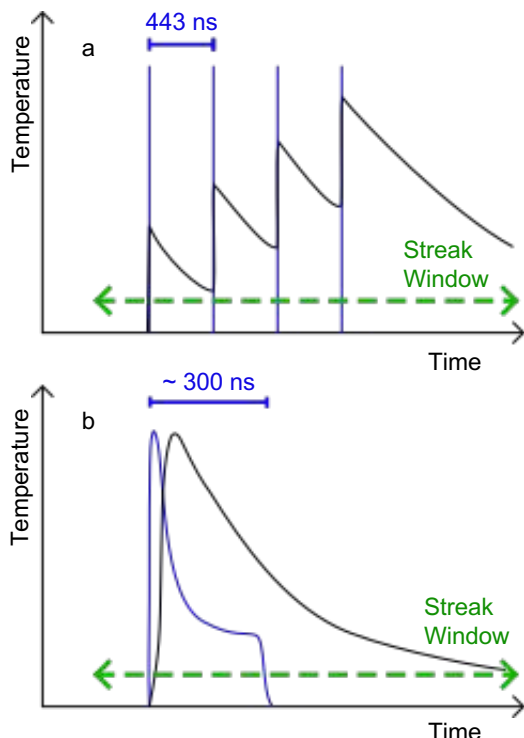 443 ns
a
Temperature
Streak
Window
Time
~ 300 ns
b
Temperature
Streak
Window
Time